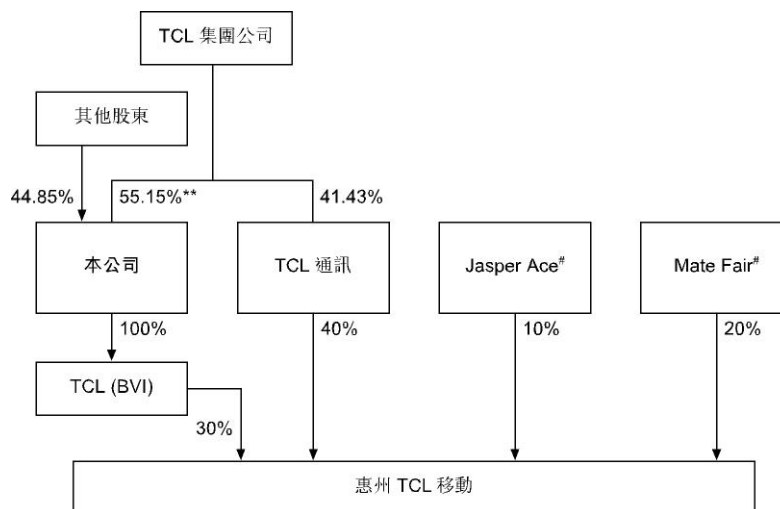 TCL 集團公司
其他股東
44.85%
55.15%**
41.43%
本公司
TCL 通訊
Jasper Ace#
Mate Fair#
100%
40%
10%
20%
TCL (BVI)
30%
惠州 TCL 移動